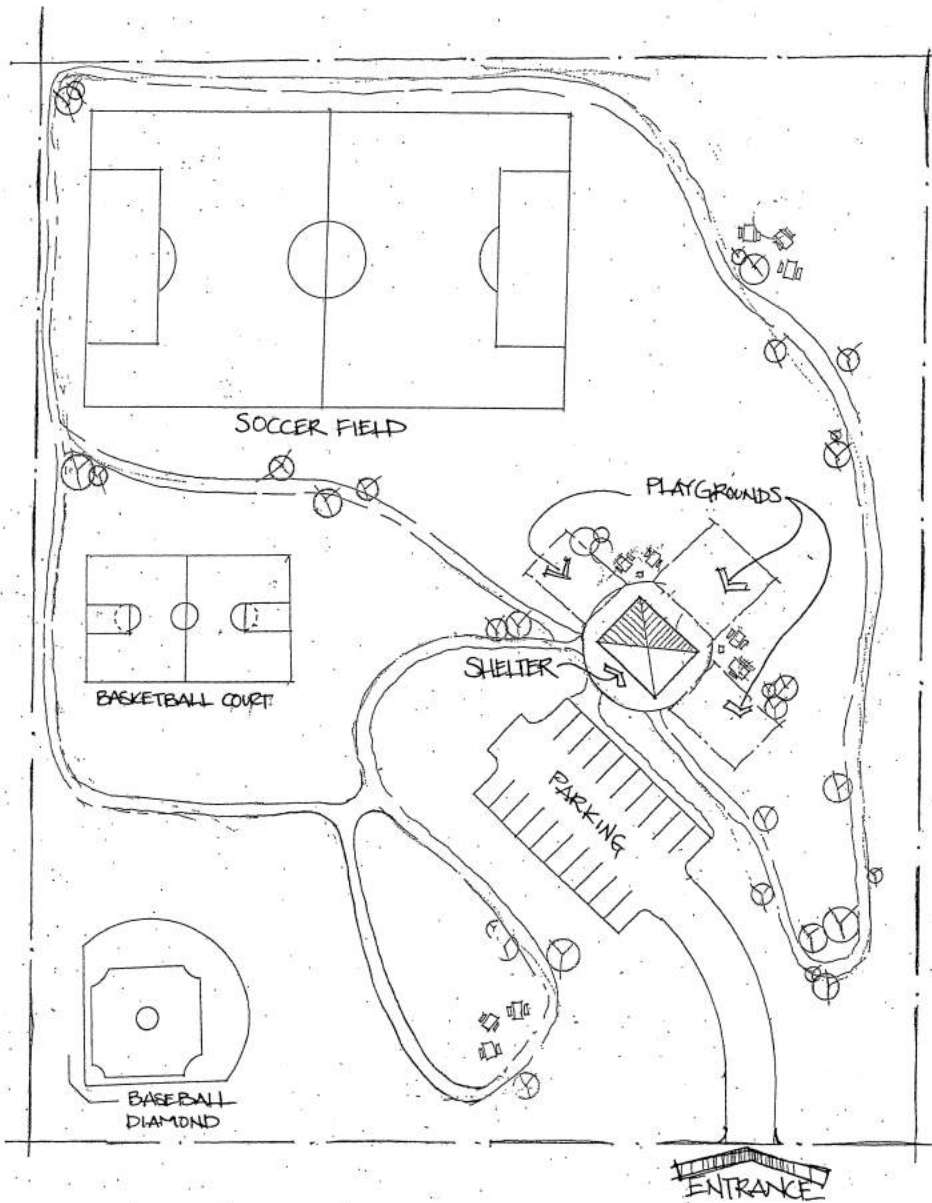 SOCCER FIELD
PLAYGROUNDS
SHELTER
BASKETBALL COURT
PARKING
BASEBALL
DIAMOND
ENTRANCE